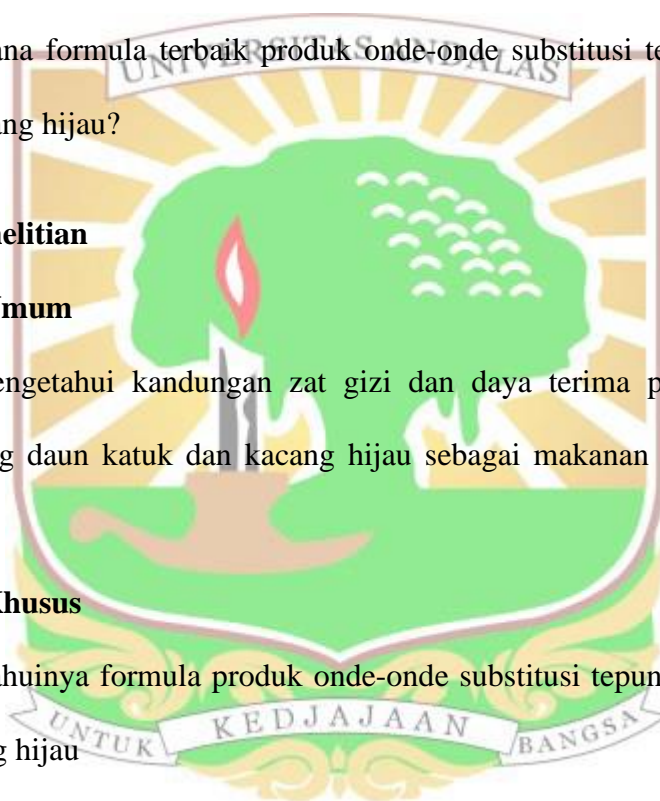 ana formula terbaik produk onde-onde substitusi te
UNIVERSITAS ANDALAS
ang hijau?
nelitian
Umum
engetahui kandungan zat gizi dan daya terima p
g daun katuk dan kacang hijau sebagai makanan
Khusus
ahuinya formula produk onde-onde substitusi tepun
g hijau
UNTUK KEDJAJAAN BANGSA